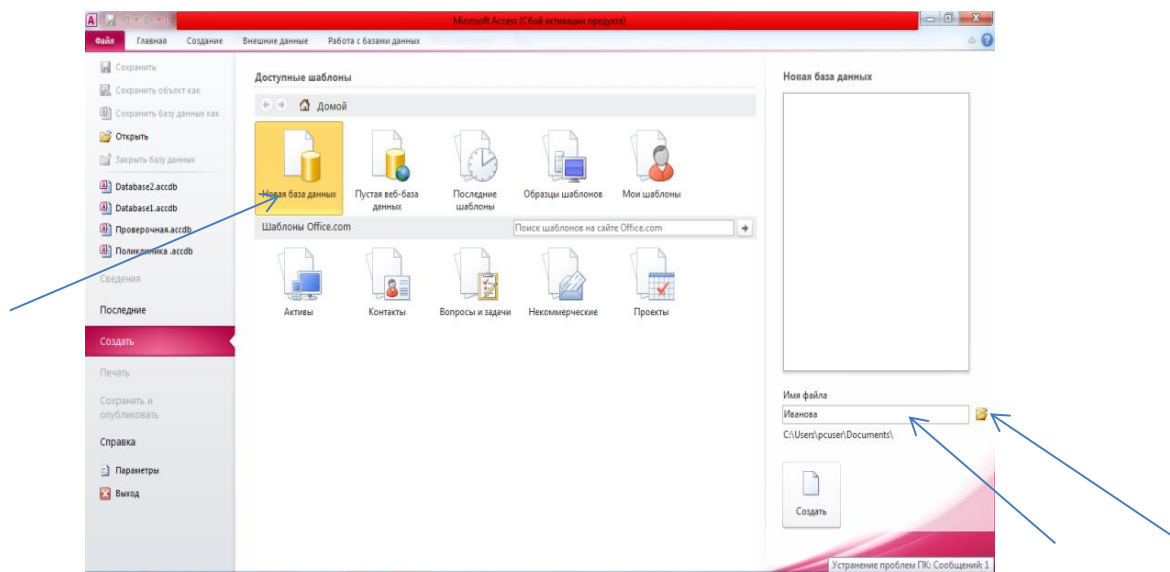 Microsoft Access (Сбой активации продукта)
Файл Главная Создание Внешние данные Работа с базами данных
Сохранить
Сохранить объект как
Сохранить базу данных как
Открыть
Закрыть базу данных
Database2.accdb
Database1.accdb
Проверочная.accdb
Поликлиника .accdb
Сведения
Последние
Создать
Печать
Сохранить и
опубликовать
Справка
Параметры
Выход
Доступные шаблоны
Домой
Новая база данных
Пустая веб-база
данных
Последние
шаблоны
Образцы шаблонов
Мои шаблоны
Шаблоны Office.com
Поиск шаблонов на сайте Office.com
Активы
Контакты
Вопросы и задачи
Некоммерческие
Проекты
Новая база данных
Имя файла
Иванова
C:\Users\pcuser\Documents\
Создать
Устранение проблем ПК: Сообщений: 1